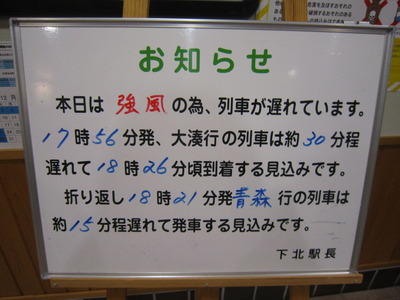 お知らせ
本日は強風の為、列車が遅れています。
17時56分発、大湊行の列車は約30分程
遅れて18時26分頃到着する見込みです。
折り返し18時21分発青森行の列車は
約15分程遅れて発車する見込みです。
下北駅長